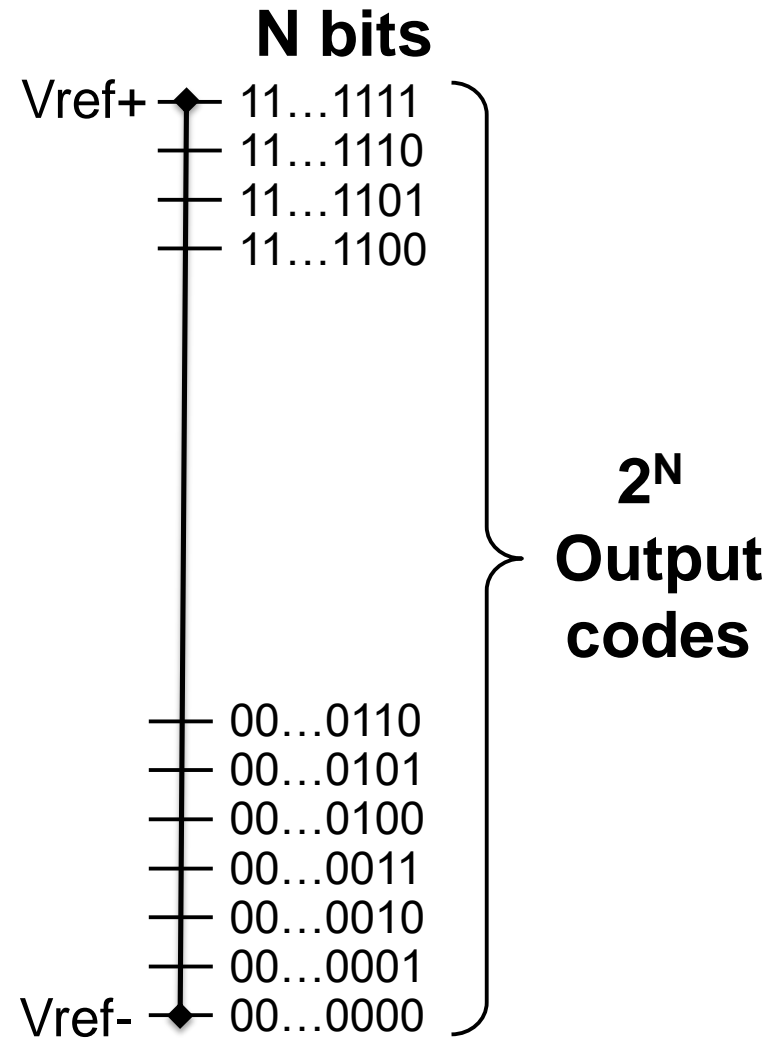 N bits
Vref+ 11...1111
11...1110
11...1101
11...1100
2ᴺ
Output
codes
00...0110
00...0101
00...0100
00...0011
00...0010
00...0001
Vref- 00...0000